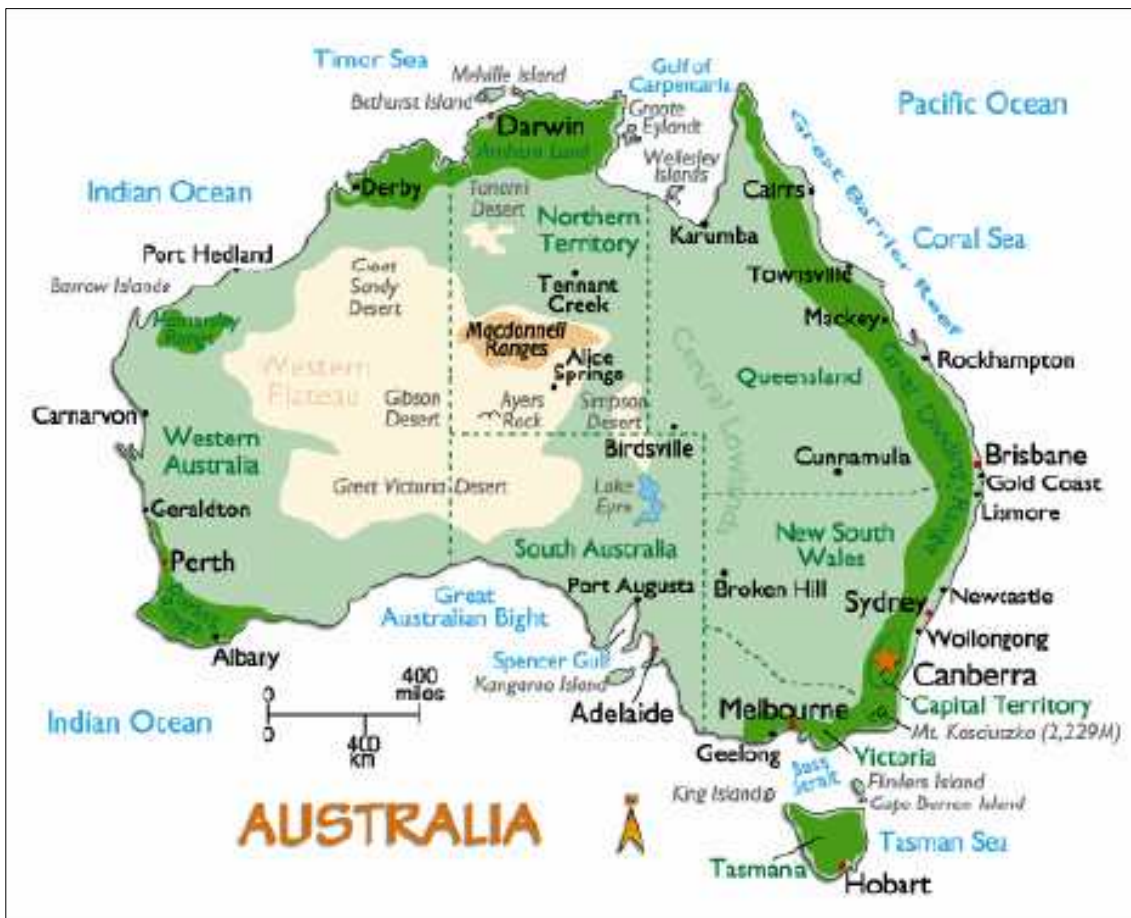 Timor Sea
Melville Island
Bathurst Island
Gulf of
Carpentaria
Pacific Ocean
Darwin
Arnhem Land
Groote
Eylandt
Wellesley
Islands
Great Barrier Reef
Indian Ocean
Derby
Tanami
Desert
Cairns
Northern
Territory
Karumba
Coral Sea
Port Hedland
Barrow Islands
Great
Sandy
Desert
Tennant
Creek
Townsville
Hamersley
Range
Mackey
Macdonnell
Ranges
Alice
Springs
Rockhampton
Western
Plateau
Central Lowlands
Queensland
Great Dividing Range
Carnarvon
Gibson
Desert
Ayers
Rock
Simpson
Desert
Western
Australia
Birdsville
Cunnamulla
Brisbane
Gold Coast
Lismore
Great Victoria Desert
Lake
Eyre
Geraldton
New South
Wales
South Australia
Perth
Port Augusta
Broken Hill
Newcastle
Sydney
Great
Australian Bight
Wollongong
Albany
Spencer Gulf
Kangaroo Island
Canberra
Capital Territory
Mt. Kosciuszko (2,229M)
0
400
miles
0
400
km
Indian Ocean
Adelaide
Melbourne
Geelong
Victoria
Bass
Strait
Flinders Island
Cape Barren Island
King Island
AUSTRALIA
N
Tasman Sea
Tasmana
Hobart